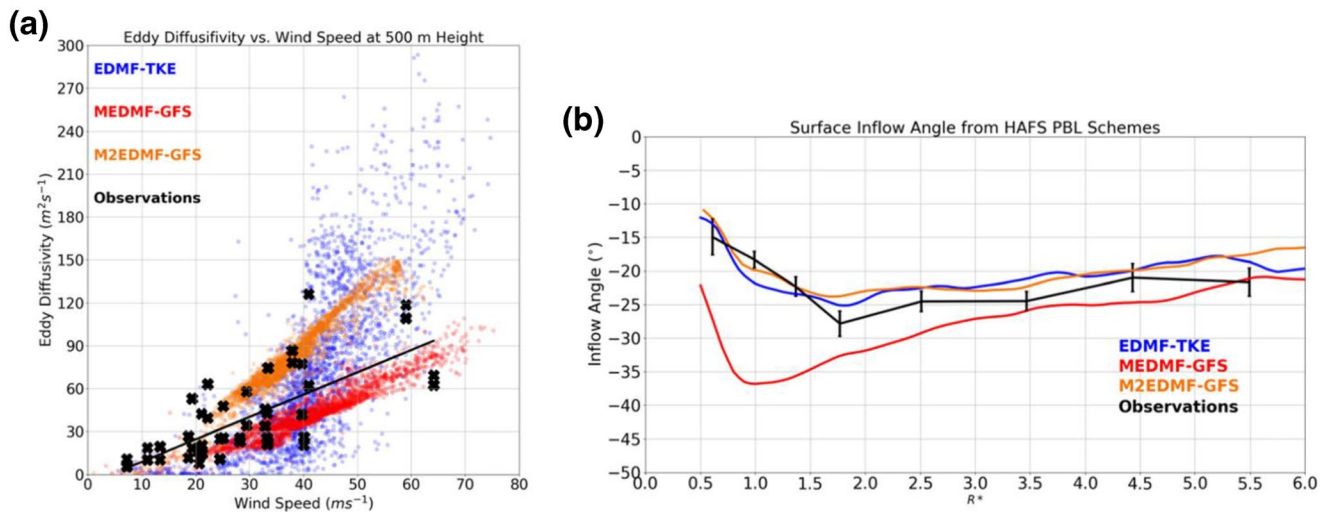 (a)
Eddy Diffusifivity vs. Wind Speed at 500 m Height
EDMF-TKE
MEDMF-GFS
M2EDMF-GFS
Observations
Eddy Diffusivity (m²s⁻¹)
300
270
240
210
180
150
120
90
60
30
0
0 10 20 30 40 50 60 70 80
Wind Speed (ms⁻¹)
(b)
Surface Inflow Angle from HAFS PBL Schemes
Inflow Angle (°)
0
−5
−10
−15
−20
−25
−30
−35
−40
−45
−50
EDMF-TKE
MEDMF-GFS
M2EDMF-GFS
Observations
0.0 0.5 1.0 1.5 2.0 2.5 3.0 3.5 4.0 4.5 5.0 5.5 6.0
R*